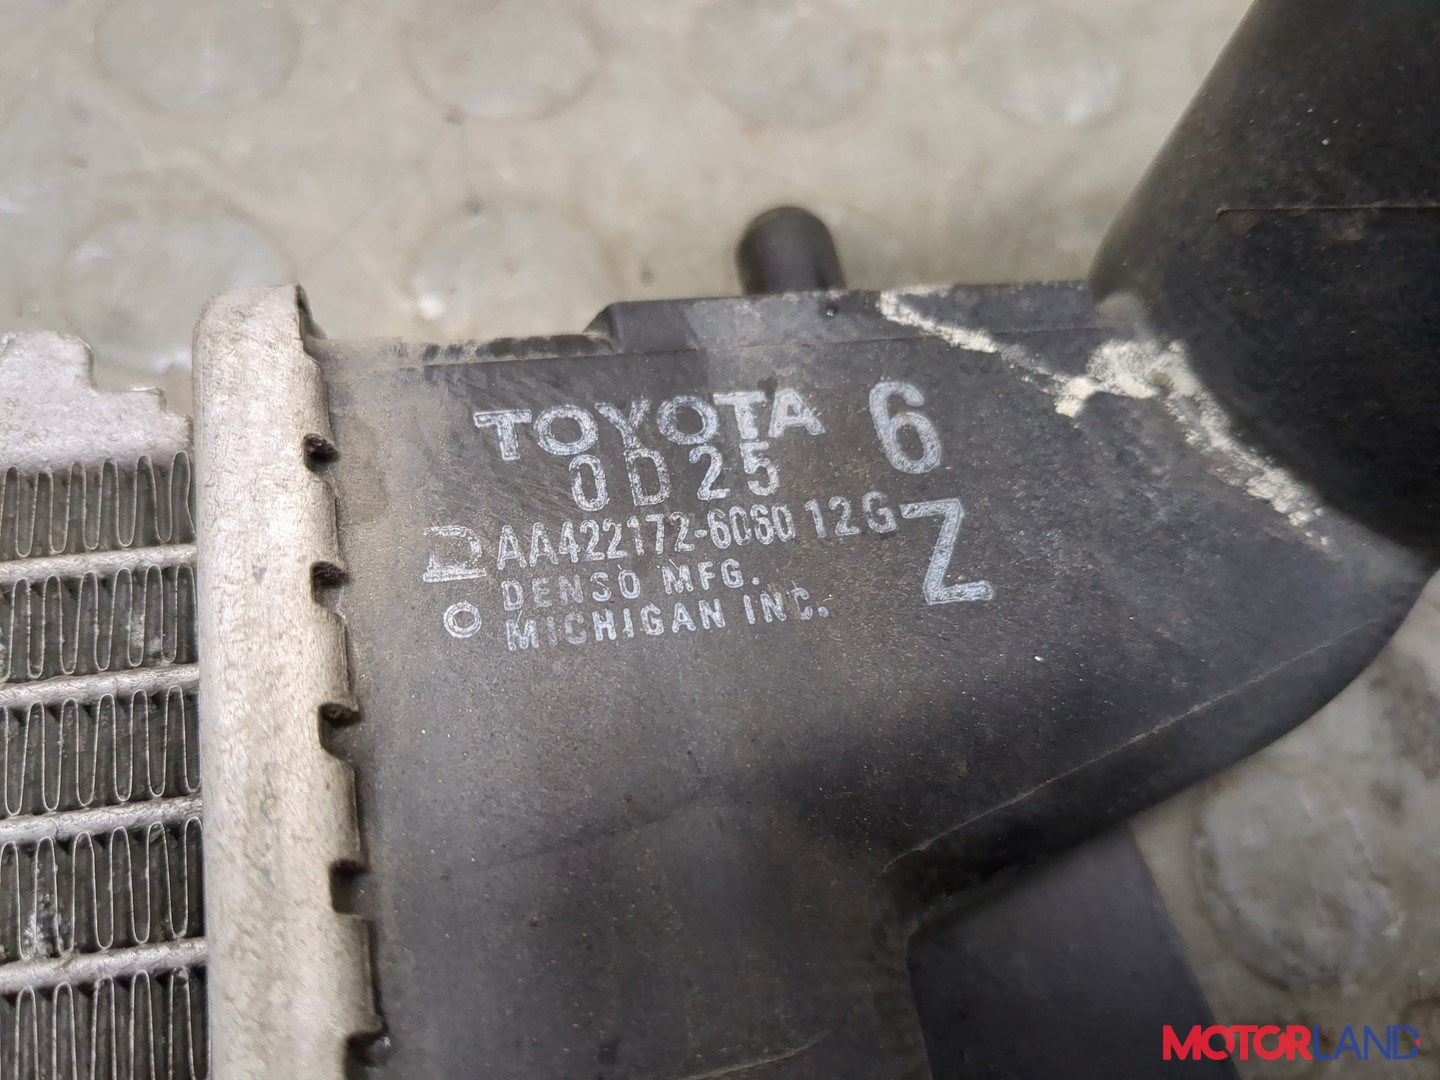 TOYOTA 6
0D25
D AA422172-6060 12G Z
DENSO MFG.
MICHIGAN INC.
MOTORLAND